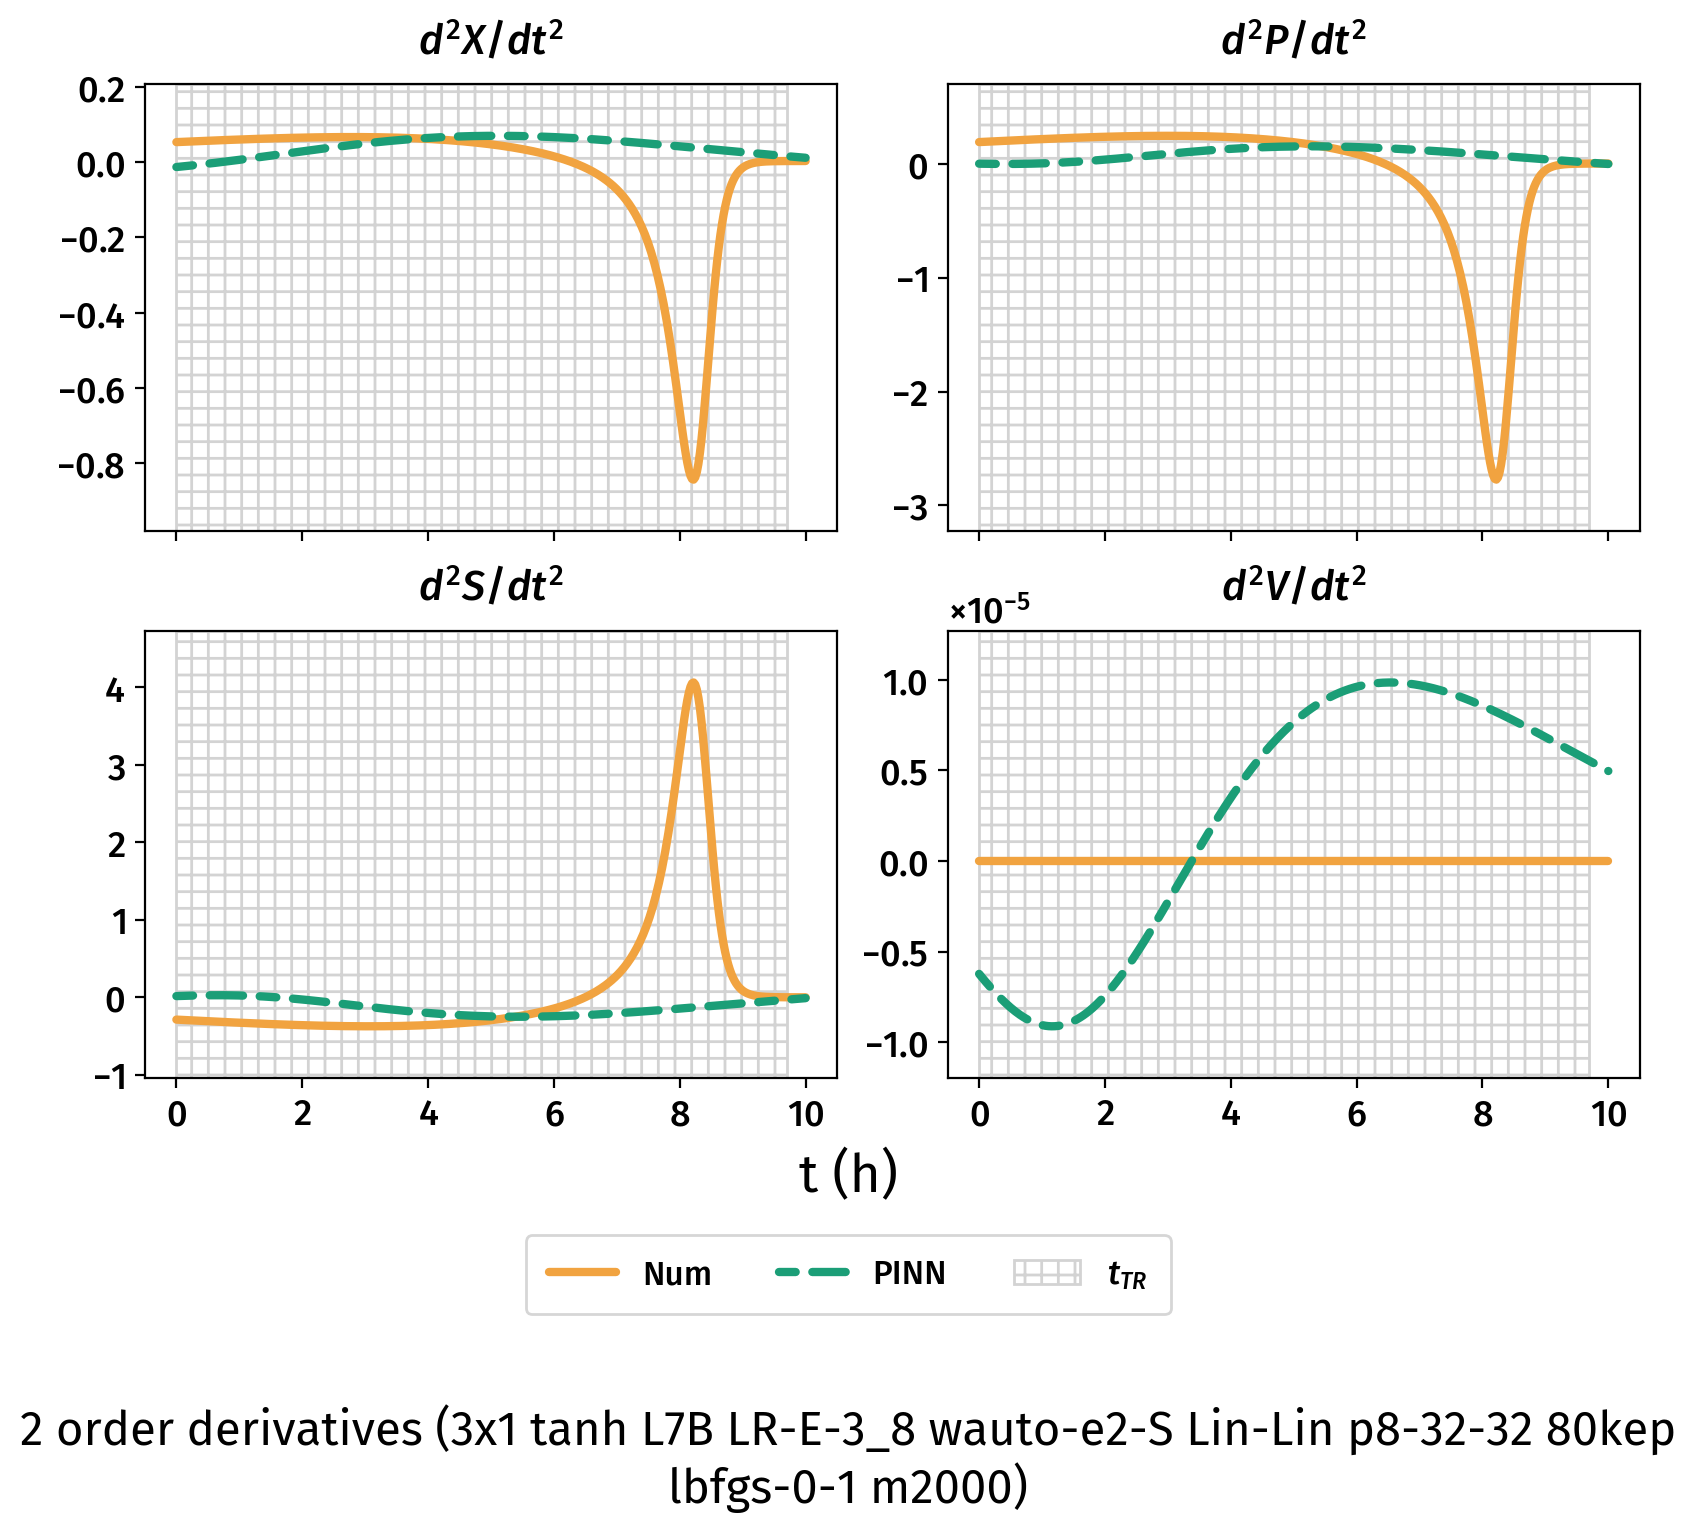 d²X/dt²
d²P/dt²
0.2
0.0
−0.2
−0.4
−0.6
−0.8
0
−1
−2
−3
d²S/dt²
d²V/dt²
×10⁻⁵
4
3
2
1
0
−1
1.0
0.5
0.0
−0.5
−1.0
0 2 4 6 8 10
0 2 4 6 8 10
t (h)
Num PINN t_TR
2 order derivatives (3x1 tanh L7B LR-E-3_8 wauto-e2-S Lin-Lin p8-32-32 80kep
lbfgs-0-1 m2000)